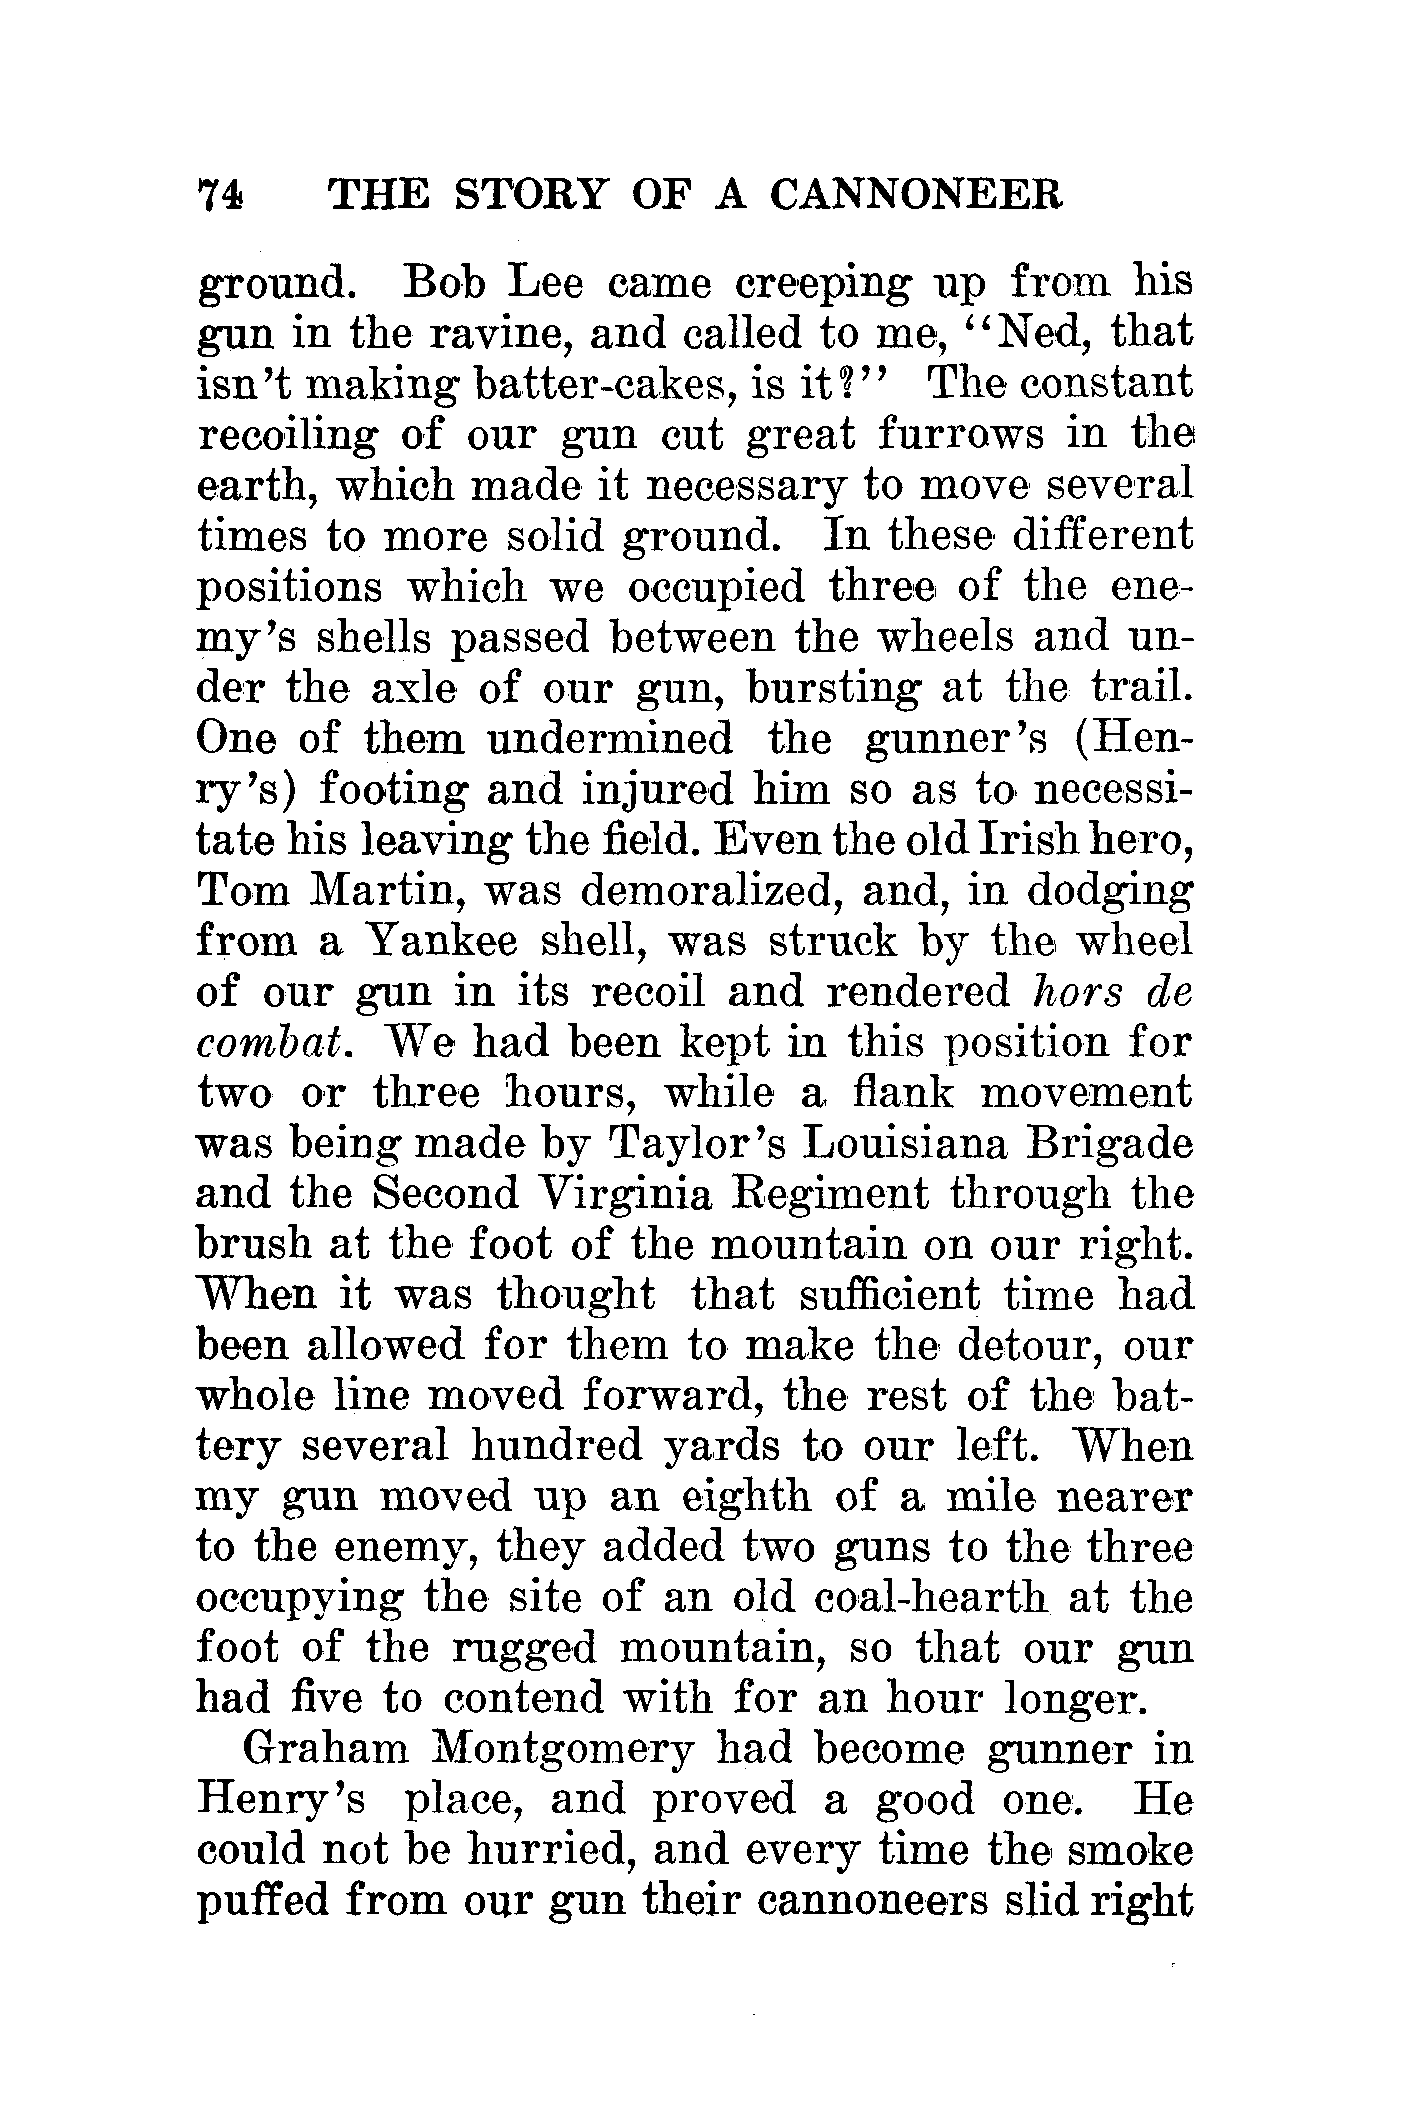 74 THE STORY OF A CANNONEER
ground. Bob Lee came creeping up from his
gun in the ravine, and called to me, "Ned, that
isn't making batter-cakes, is it?" The constant
recoiling of our gun cut great furrows in the
earth, which made it necessary to move several
times to more solid ground. In these different
positions which we occupied three of the ene-
my's shells passed between the wheels and un-
der the axle of our gun, bursting at the trail.
One of them undermined the gunner's (Hen-
ry's) footing and injured him so as to necessi-
tate his leaving the field. Even the old Irish hero,
Tom Martin, was demoralized, and, in dodging
from a Yankee shell, was struck by the wheel
of our gun in its recoil and rendered hors de
combat. We had been kept in this position for
two or three hours, while a flank movement
was being made by Taylor's Louisiana Brigade
and the Second Virginia Regiment through the
brush at the foot of the mountain on our right.
When it was thought that sufficient time had
been allowed for them to make the detour, our
whole line moved forward, the rest of the bat-
tery several hundred yards to our left. When
my gun moved up an eighth of a mile nearer
to the enemy, they added two guns to the three
occupying the site of an old coal-hearth at the
foot of the rugged mountain, so that our gun
had five to contend with for an hour longer.
Graham Montgomery had become gunner in
Henry's place, and proved a good one. He
could not be hurried, and every time the smoke
puffed from our gun their cannoneers slid right